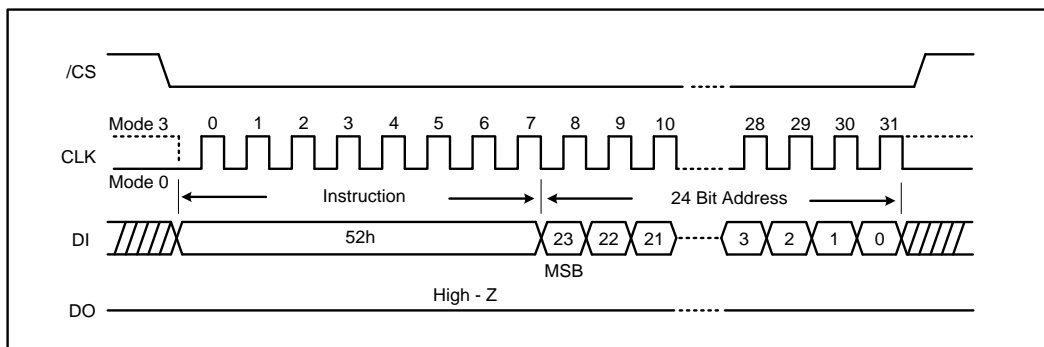 /CS
Mode 3 0 1 2 3 4 5 6 7 8 9 10 28 29 30 31
CLK
Mode 0
Instruction 24 Bit Address
DI 52h 23 22 21 3 2 1 0
MSB
High - Z
DO